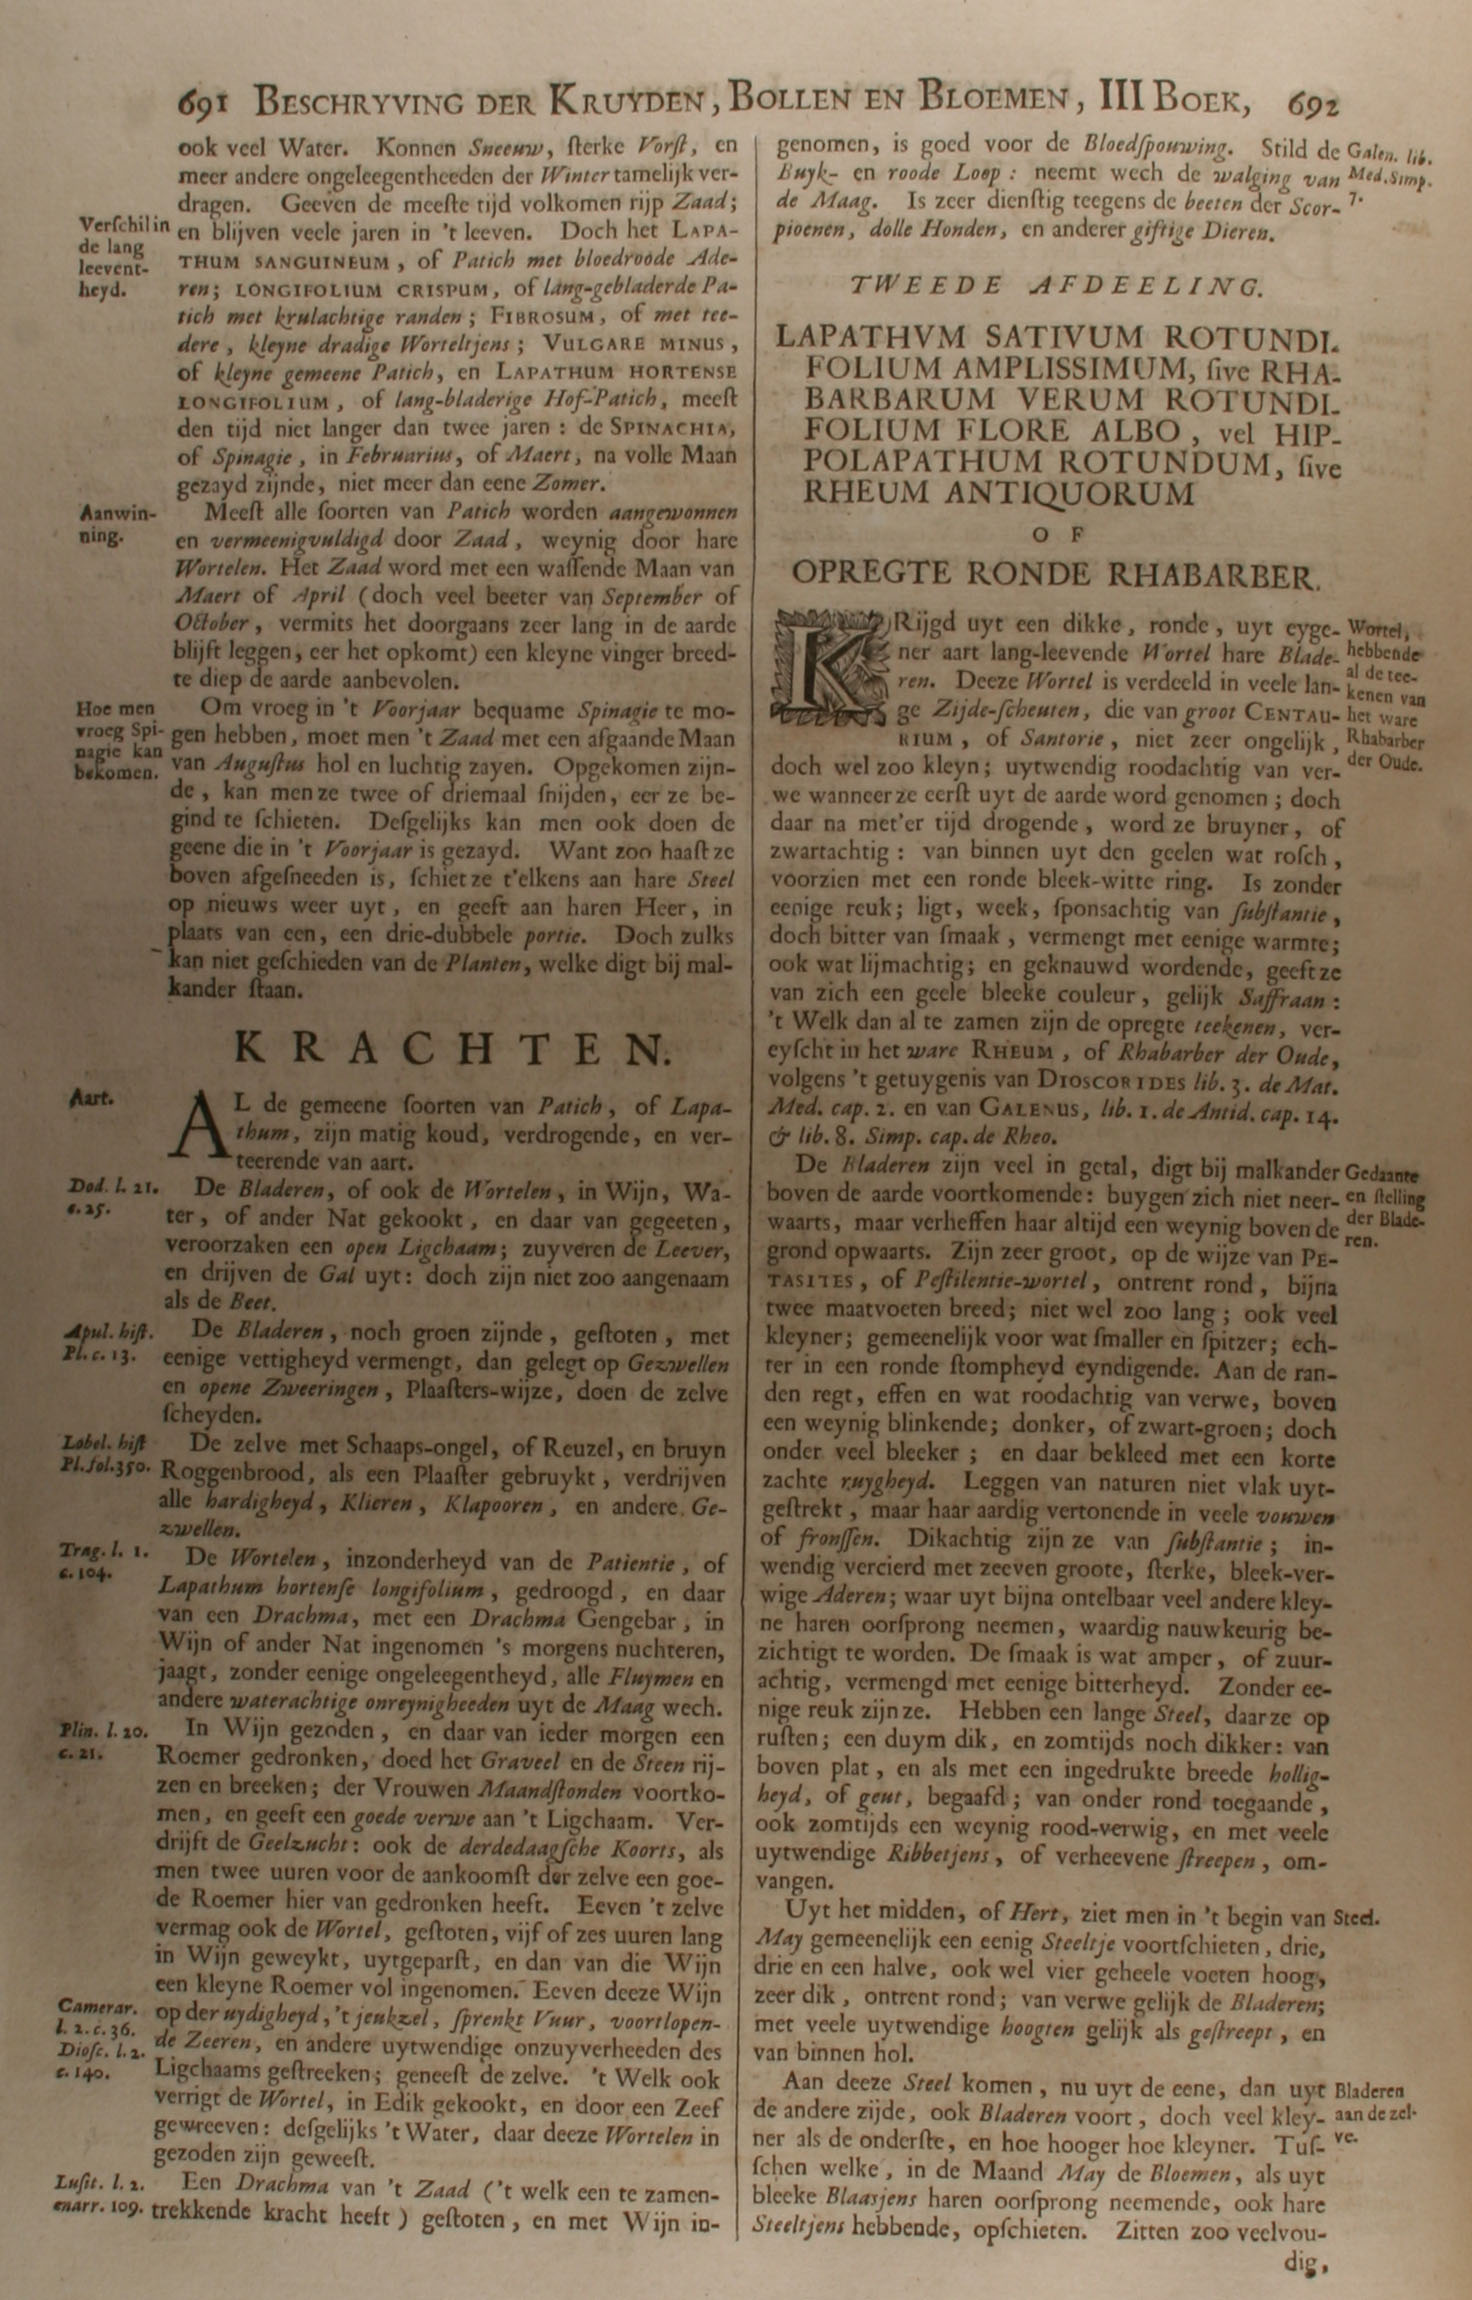 691 BESCHRYVING DER KRUYDEN, BOLLEN EN BLOEMEN, III BOEK, 692
ook veel Water. Konnen Sneeuw, ſterke Vorſt, en
meer andere ongeleegentheeden der Winter tamelijk ver-
dragen. Geeven de meeſte tijd volkomen rijp Zaad;
en blijven veele jaren in 't leeven. Doch het LAPA-
THUM SANGUINEUM, of Patich met bloedroode Ade-
ren; LONGIFOLIUM CRISPUM, of lang-gebladerde Pa-
tich met krulachtige randen; FIBROSUM, of met tee-
dere, kleyne dradige Worteltjens; VULGARE MINUS,
of kleyne gemeene Patich, en LAPATHUM HORTENSE
LONGIFOLIUM, of lang-bladerige Hof-Patich, meeſt
den tijd niet langer dan twee jaren: de SPINACHIA,
of Spinagie, in Februarius, of Maert, na volle Maan
gezayd zijnde, niet meer dan eene Zomer.
Verſchil in
de lang
leevent-
heyd.
Meeſt alle ſoorten van Patich worden aangewonnen
en vermeenigvuldigd door Zaad, weynig door hare
Wortelen. Het Zaad word met een waſſende Maan van
Maert of April (doch veel beeter van September of
October, vermits het doorgaans zeer lang in de aarde
blijft leggen, eer het opkomt) een kleyne vinger breed-
te diep de aarde aanbevolen.
Aanwin-
ning.
Om vroeg in 't Voorjaar bequame Spinagie te mo-
gen hebben, moet men 't Zaad met een afgaande Maan
van Auguſtus hol en luchtig zayen. Opgekomen zijn-
de, kan men ze twee of driemaal ſnijden, eer ze be-
gind te ſchieten. Deſgelijks kan men ook doen de
geene die in 't Voorjaar is gezayd. Want zoo haaſt ze
boven afgeſneeden is, ſchiet ze t'elkens aan hare Steel
op nieuws weer uyt, en geeft aan haren Heer, in
plaats van een, een drie-dubbele portie. Doch zulks
kan niet geſchieden van de Planten, welke digt bij mal-
kander ſtaan.
Hoe men
vroeg Spi-
nagie kan
bekomen.
KRACHTEN.
AL de gemeene ſoorten van Patich, of Lapa-
thum, zijn matig koud, verdrogende, en ver-
teerende van aart.
Aart.
De Bladeren, of ook de Wortelen, in Wijn, Wa-
ter, of ander Nat gekookt, en daar van gegeeten,
veroorzaken een open Ligchaam; zuyveren de Leever,
en drijven de Gal uyt: doch zijn niet zoo aangenaam
als de Beet.
Dod. l. 21.
c. 25.
De Bladeren, noch groen zijnde, geſtoten, met
eenige vettigheyd vermengt, dan gelegt op Gezwellen
en opene Zweeringen, Plaaſters-wijze, doen de zelve
ſcheyden.
Apul. hiſt.
Pl. c. 13.
De zelve met Schaaps-ongel, of Reuzel, en bruyn
Roggenbrood, als een Plaaſter gebruykt, verdrijven
alle hardigheyd, Klieren, Klapooren, en andere Ge-
zwellen.
Lobel. hiſt
Pl. fol. 350.
De Wortelen, inzonderheyd van de Patientie, of
Lapathum hortenſe longifolium, gedroogd, en daar
van een Drachma, met een Drachma Gengebar, in
Wijn of ander Nat ingenomen 's morgens nuchteren,
jaagt, zonder eenige ongeleegentheyd, alle Fluymen en
andere waterachtige onreynigheeden uyt de Maag wech.
Trag. l. 1.
c. 104.
In Wijn gezoden, en daar van ieder morgen een
Roemer gedronken, doed het Graveel en de Steen rij-
zen en breeken; der Vrouwen Maandſtonden voortko-
men, en geeft een goede verwe aan 't Ligchaam. Ver-
drijft de Geelzucht: ook de derdedaagſche Koorts, als
men twee uuren voor de aankoomſt der zelve een goe-
de Roemer hier van gedronken heeft. Eeven 't zelve
vermag ook de Wortel, geſtoten, vijf of zes uuren lang
in Wijn geweykt, uytgeparſt, en dan van die Wijn
een kleyne Roemer vol ingenomen. Eeven deeze Wijn
op der uydigheyd, 't jeukzel, ſprenkt Vuur, voortlopen-
de Zeeren, en andere uytwendige onzuyverheeden des
Ligchaams geſtreeken; geneeſt de zelve. 't Welk ook
verrigt de Wortel, in Edik gekookt, en door een Zeef
gewreeven: deſgelijks 't Water, daar deeze Wortelen in
gezoden zijn geweeſt.
Plin. l. 20.
c. 21.
Camerar.
l. 2. c. 36.
Dioſc. l. 2.
c. 140.
Een Drachma van 't Zaad ('t welk een te zamen-
trekkende kracht heeft) geſtoten, en met Wijn in-
Luſit. l. 2.
enarr. 109.
genomen, is goed voor de Bloedſpouwing. Stild de
Buyk- en roode Loop: neemt wech de walging van
de Maag. Is zeer dienſtig teegens de beeten der Scor-
pioenen, dolle Honden, en anderer giftige Dieren.
Galen. lib.
Med. Simp.
7.
TWEEDE AFDEELING.
LAPATHVM SATIVUM ROTUNDI-
FOLIUM AMPLISSIMUM, ſive RHA-
BARBARUM VERUM ROTUNDI-
FOLIUM FLORE ALBO, vel HIP-
POLAPATHUM ROTUNDUM, ſive
RHEUM ANTIQUORUM
OF
OPREGTE RONDE RHABARBER.
KRijgd uyt een dikke, ronde, uyt eyge-
ner aart lang-leevende Wortel hare Blade-
ren. Deeze Wortel is verdeeld in veele lan-
ge Zijde-ſcheuten, die van groot CENTAU-
RIUM, of Santorie, niet zeer ongelijk,
doch wel zoo kleyn; uytwendig roodachtig van ver-
we wanneer ze eerſt uyt de aarde word genomen; doch
daar na met'er tijd drogende, word ze bruyner, of
zwartachtig: van binnen uyt den geelen wat roſch,
voorzien met een ronde bleek-witte ring. Is zonder
eenige reuk; ligt, week, ſponsachtig van ſubſtantie,
doch bitter van ſmaak, vermengt met eenige warmte;
ook wat lijmachtig; en geknauwd wordende, geeft ze
van zich een geele bleeke couleur, gelijk Saffraan:
't Welk dan al te zamen zijn de opregte teekenen, ver-
eyſcht in het ware RHEUM, of Rhabarber der Oude,
volgens 't getuygenis van DIOSCORIDES lib. 3. de Mat.
Med. cap. 2. en van GALENUS, lib. 1. de Antid. cap. 14.
& lib. 8. Simp. cap. de Rheo.
Wortel,
hebbende
al de tee-
kenen van
het ware
Rhabarber
der Oude.
De Bladeren zijn veel in getal, digt bij malkander
boven de aarde voortkomende: buygen zich niet neer-
waarts, maar verheffen haar altijd een weynig boven de
grond opwaarts. Zijn zeer groot, op de wijze van PE-
TASITES, of Peſtilentie-wortel, ontrent rond, bijna
twee maatvoeten breed; niet wel zoo lang; ook veel
kleyner; gemeenelijk voor wat ſmaller en ſpitzer; ech-
ter in een ronde ſtompheyd eyndigende. Aan de ran-
den regt, effen en wat roodachtig van verwe, boven
een weynig blinkende; donker, of zwart-groen; doch
onder veel bleeker; en daar bekleed met een korte
zachte ruygheyd. Leggen van naturen niet vlak uyt-
geſtrekt, maar haar aardig vertonende in veele vouwen
of fronſſen. Dikachtig zijn ze van ſubſtantie; in-
wendig vercierd met zeeven groote, ſterke, bleek-ver-
wige Aderen; waar uyt bijna ontelbaar veel andere kley-
ne haren oorſprong neemen, waardig nauwkeurig be-
zichtigt te worden. De ſmaak is wat amper, of zuur-
achtig, vermengd met eenige bitterheyd. Zonder ee-
nige reuk zijn ze. Hebben een lange Steel, daar ze op
ruſten; een duym dik, en zomtijds noch dikker: van
boven plat, en als met een ingedrukte breede hollig-
heyd, of geut, begaafd; van onder rond toegaande,
ook zomtijds een weynig rood-verwig, en met veele
uytwendige Ribbetjens, of verheevene ſtreepen, om-
vangen.
Gedaante
en ſtelling
der Blade-
ren.
Uyt het midden, of Hert, ziet men in 't begin van
May gemeenelijk een eenig Steeltje voortſchieten, drie,
drie en een halve, ook wel vier geheele voeten hoog,
zeer dik, ontrent rond; van verwe gelijk de Bladeren;
met veele uytwendige hoogten gelijk als geſtreept, en
van binnen hol.
Steel.
Aan deeze Steel komen, nu uyt de eene, dan uyt
de andere zijde, ook Bladeren voort, doch veel kley-
ner als de onderſte, en hoe hooger hoe kleyner. Tuſ-
ſchen welke, in de Maand May de Bloemen, als uyt
bleeke Blaasjens haren oorſprong neemende, ook hare
Steeltjens hebbende, opſchieten. Zitten zoo veelvou-
Bladeren
aan de zel-
ve.
dig,